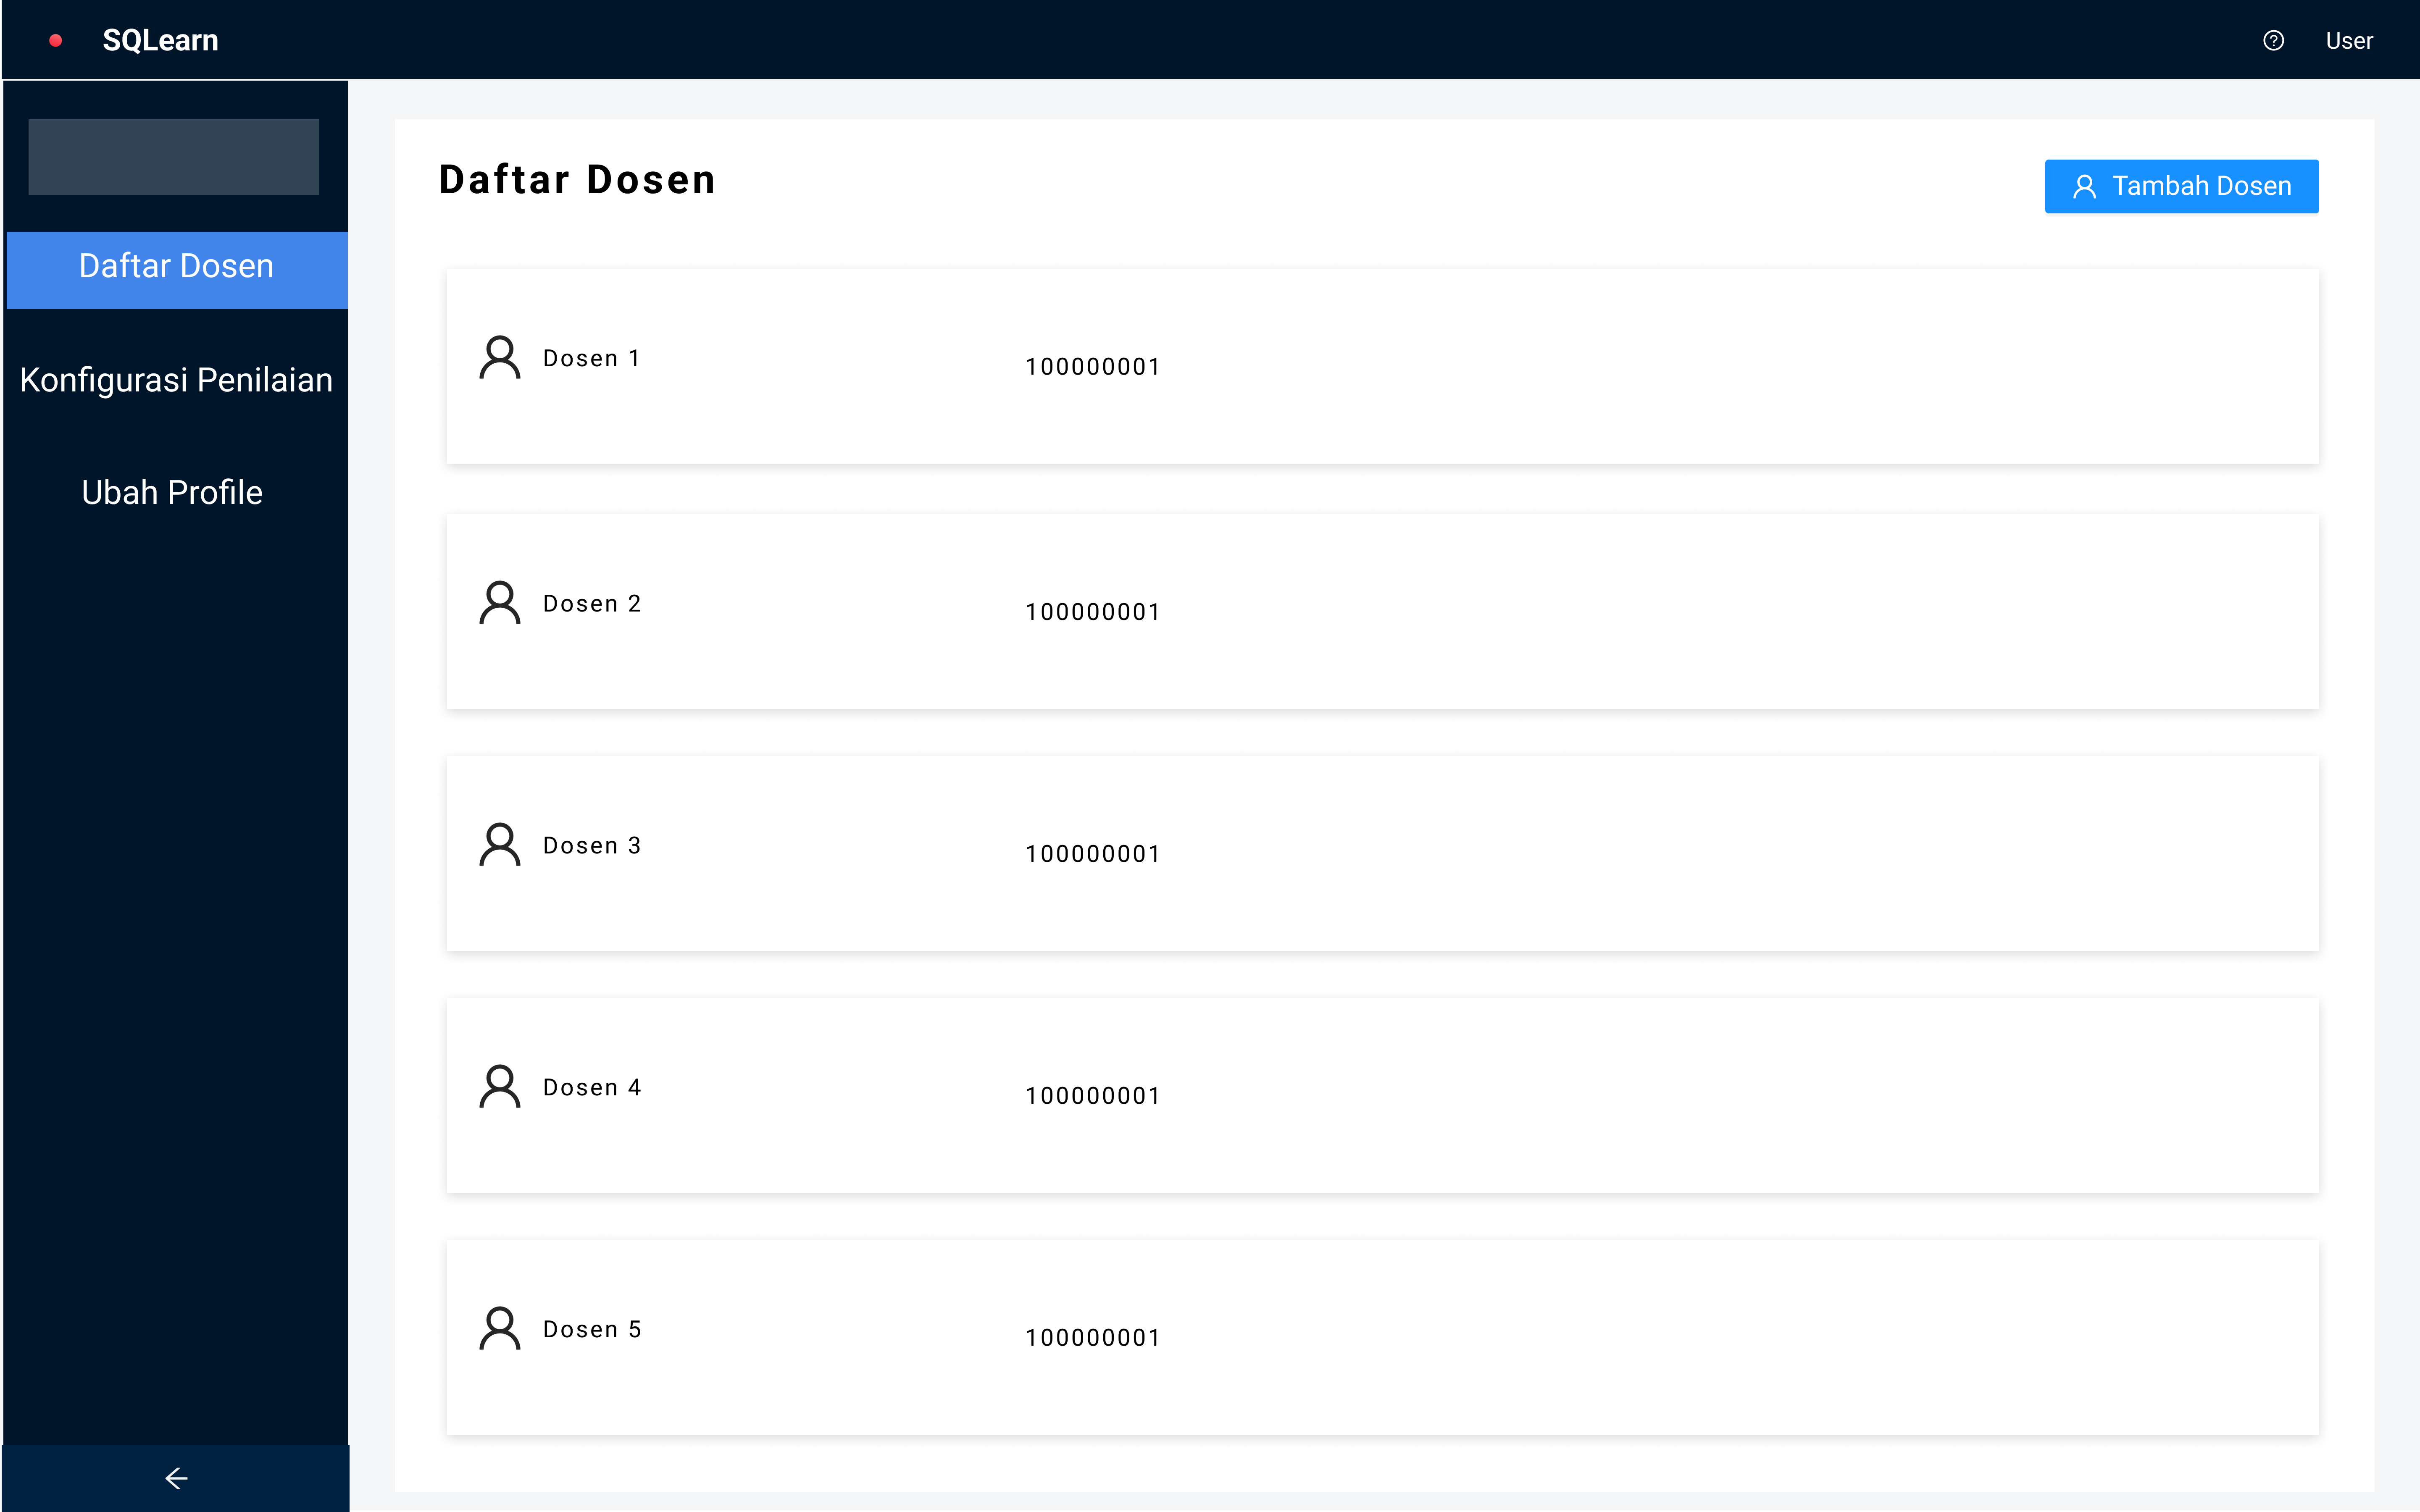 SQLearn
User
Daftar Dosen
Konfigurasi Penilaian
Ubah Profile
Daftar Dosen
Tambah Dosen
Dosen 1
100000001
Dosen 2
100000001
Dosen 3
100000001
Dosen 4
100000001
Dosen 5
100000001